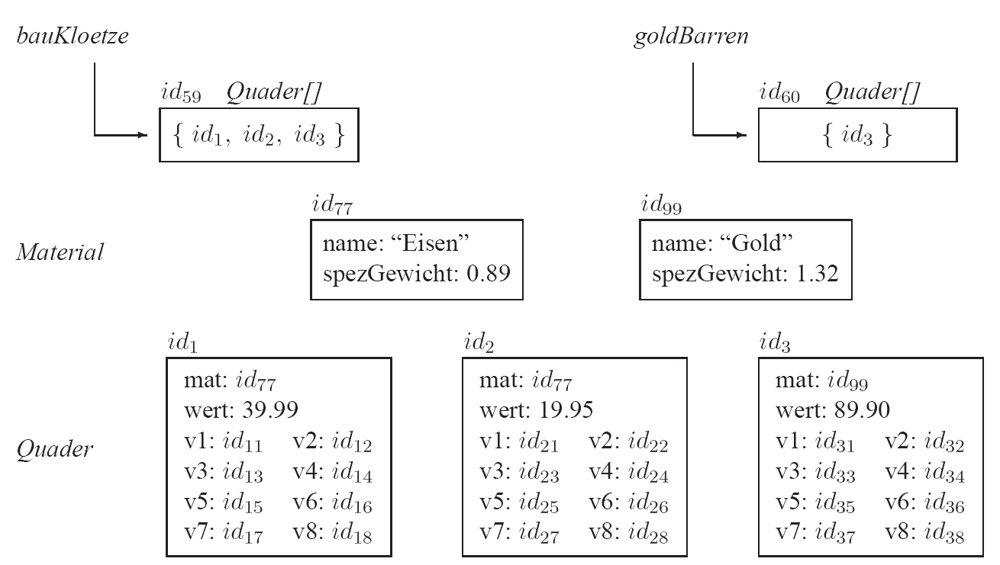 bauKloetze goldBarren
id59 Quader[] id60 Quader[]
{ id1, id2, id3 } { id3 }
id77 id99
Material
name: “Eisen” name: “Gold”
spezGewicht: 0.89 spezGewicht: 1.32
id1 id2 id3
Quader
mat: id77 mat: id77 mat: id99
wert: 39.99 wert: 19.95 wert: 89.90
v1: id11 v2: id12 v1: id21 v2: id22 v1: id31 v2: id32
v3: id13 v4: id14 v3: id23 v4: id24 v3: id33 v4: id34
v5: id15 v6: id16 v5: id25 v6: id26 v5: id35 v6: id36
v7: id17 v8: id18 v7: id27 v8: id28 v7: id37 v8: id38